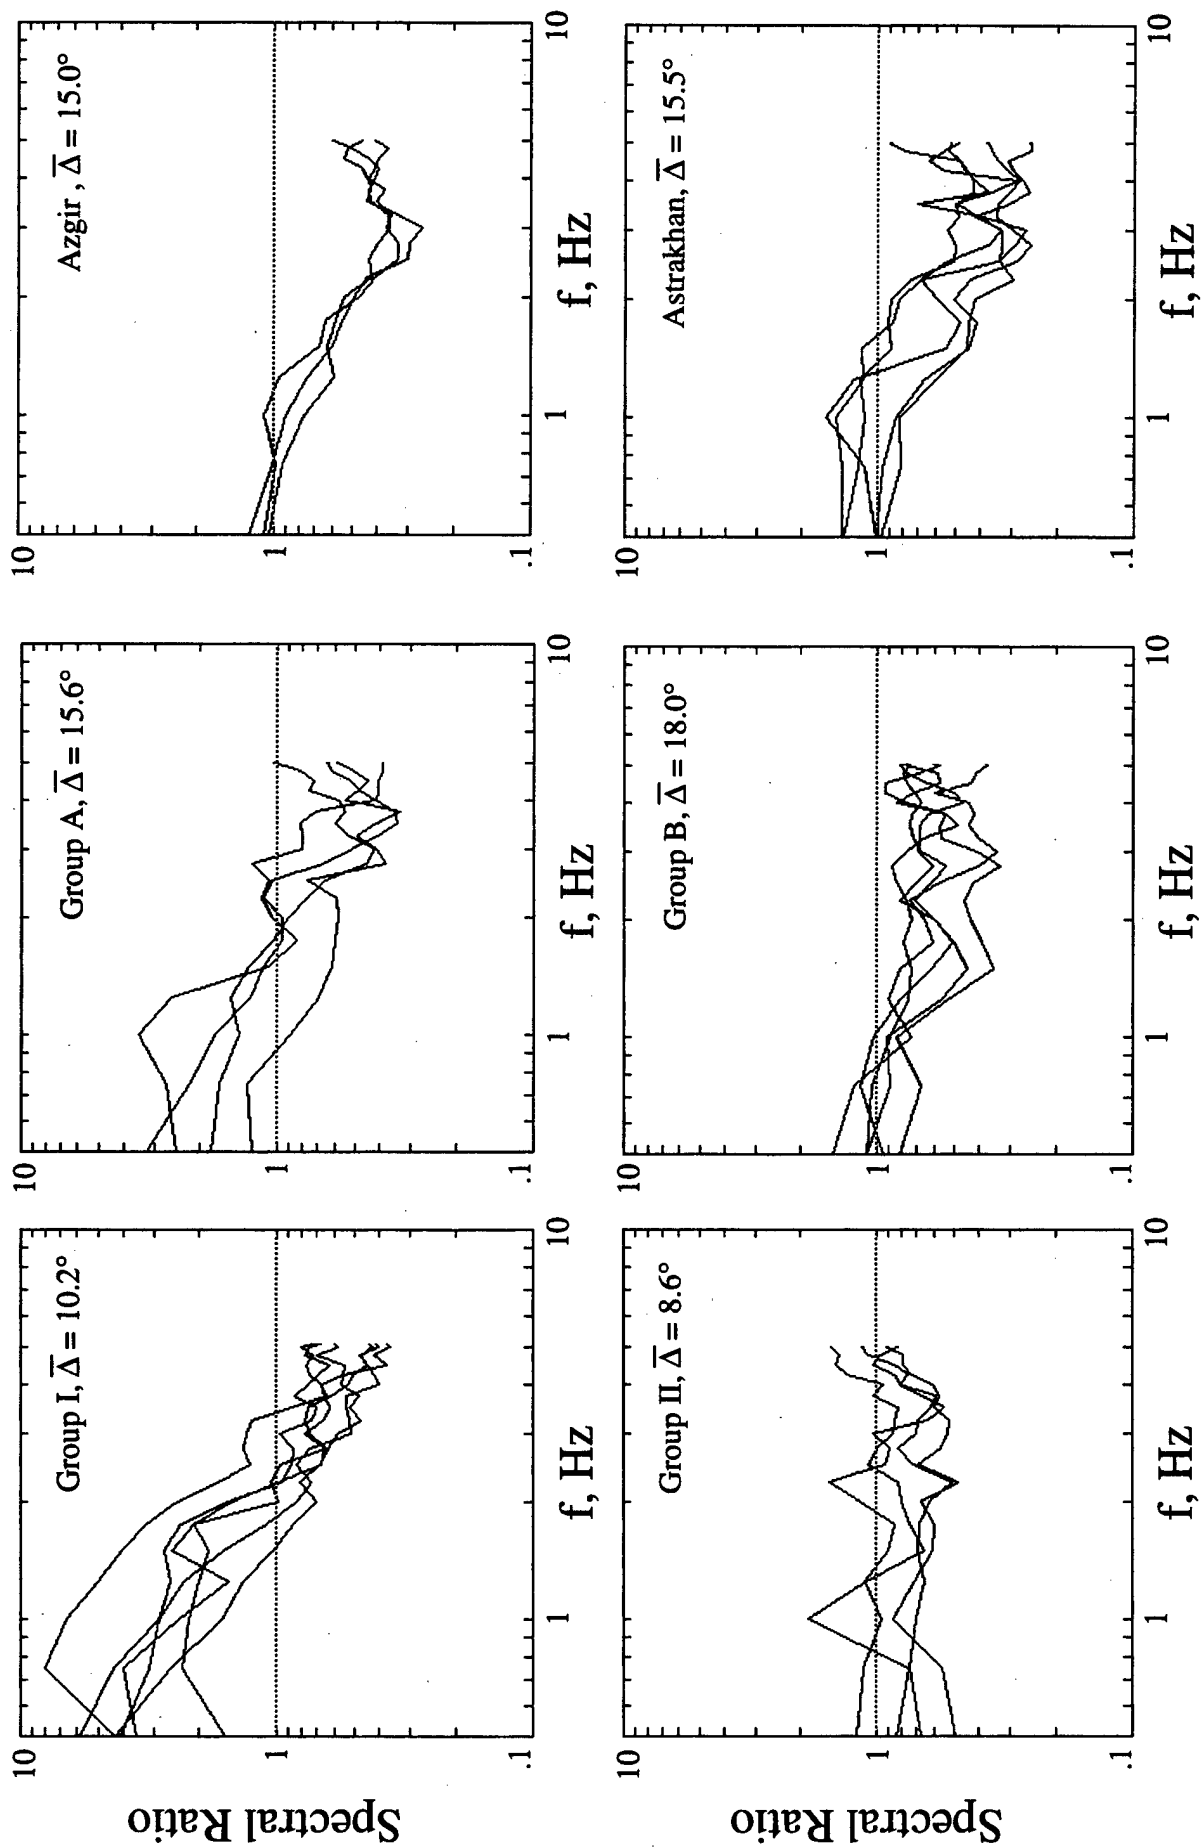 Group I, Δ̅ = 10.2°
Group A, Δ̅ = 15.6°
Azgir , Δ̅ = 15.0°
Spectral Ratio
10
1
.1
10
1
.1
10
1
.1
1
10
1
10
1
10
f, Hz
f, Hz
f, Hz
Group II, Δ̅ = 8.6°
Group B, Δ̅ = 18.0°
Astrakhan, Δ̅ = 15.5°
Spectral Ratio
10
1
.1
10
1
.1
10
1
.1
1
10
1
10
1
10
f, Hz
f, Hz
f, Hz